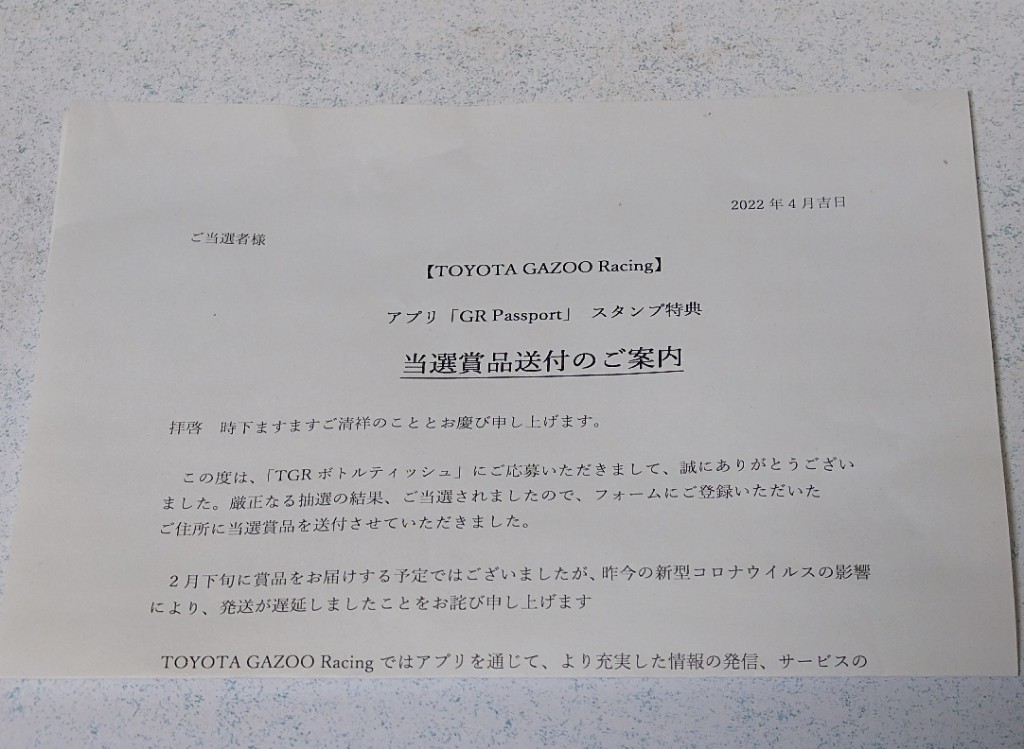 2022 年 4 月吉日
ご当選者様
【TOYOTA GAZOO Racing】
アプリ「GR Passport」 スタンプ特典
当選賞品送付のご案内
拝啓 時下ますますご清祥のこととお慶び申し上げます。
この度は、「TGR ボトルティッシュ」にご応募いただきまして、誠にありがとうござい
ました。厳正なる抽選の結果、ご当選されましたので、フォームにご登録いただいた
ご住所に当選賞品を送付させていただきました。
2 月下旬に賞品をお届けする予定ではございましたが、昨今の新型コロナウイルスの影響
により、発送が遅延しましたことをお詫び申し上げます
TOYOTA GAZOO Racing ではアプリを通じて、より充実した情報の発信、サービスの